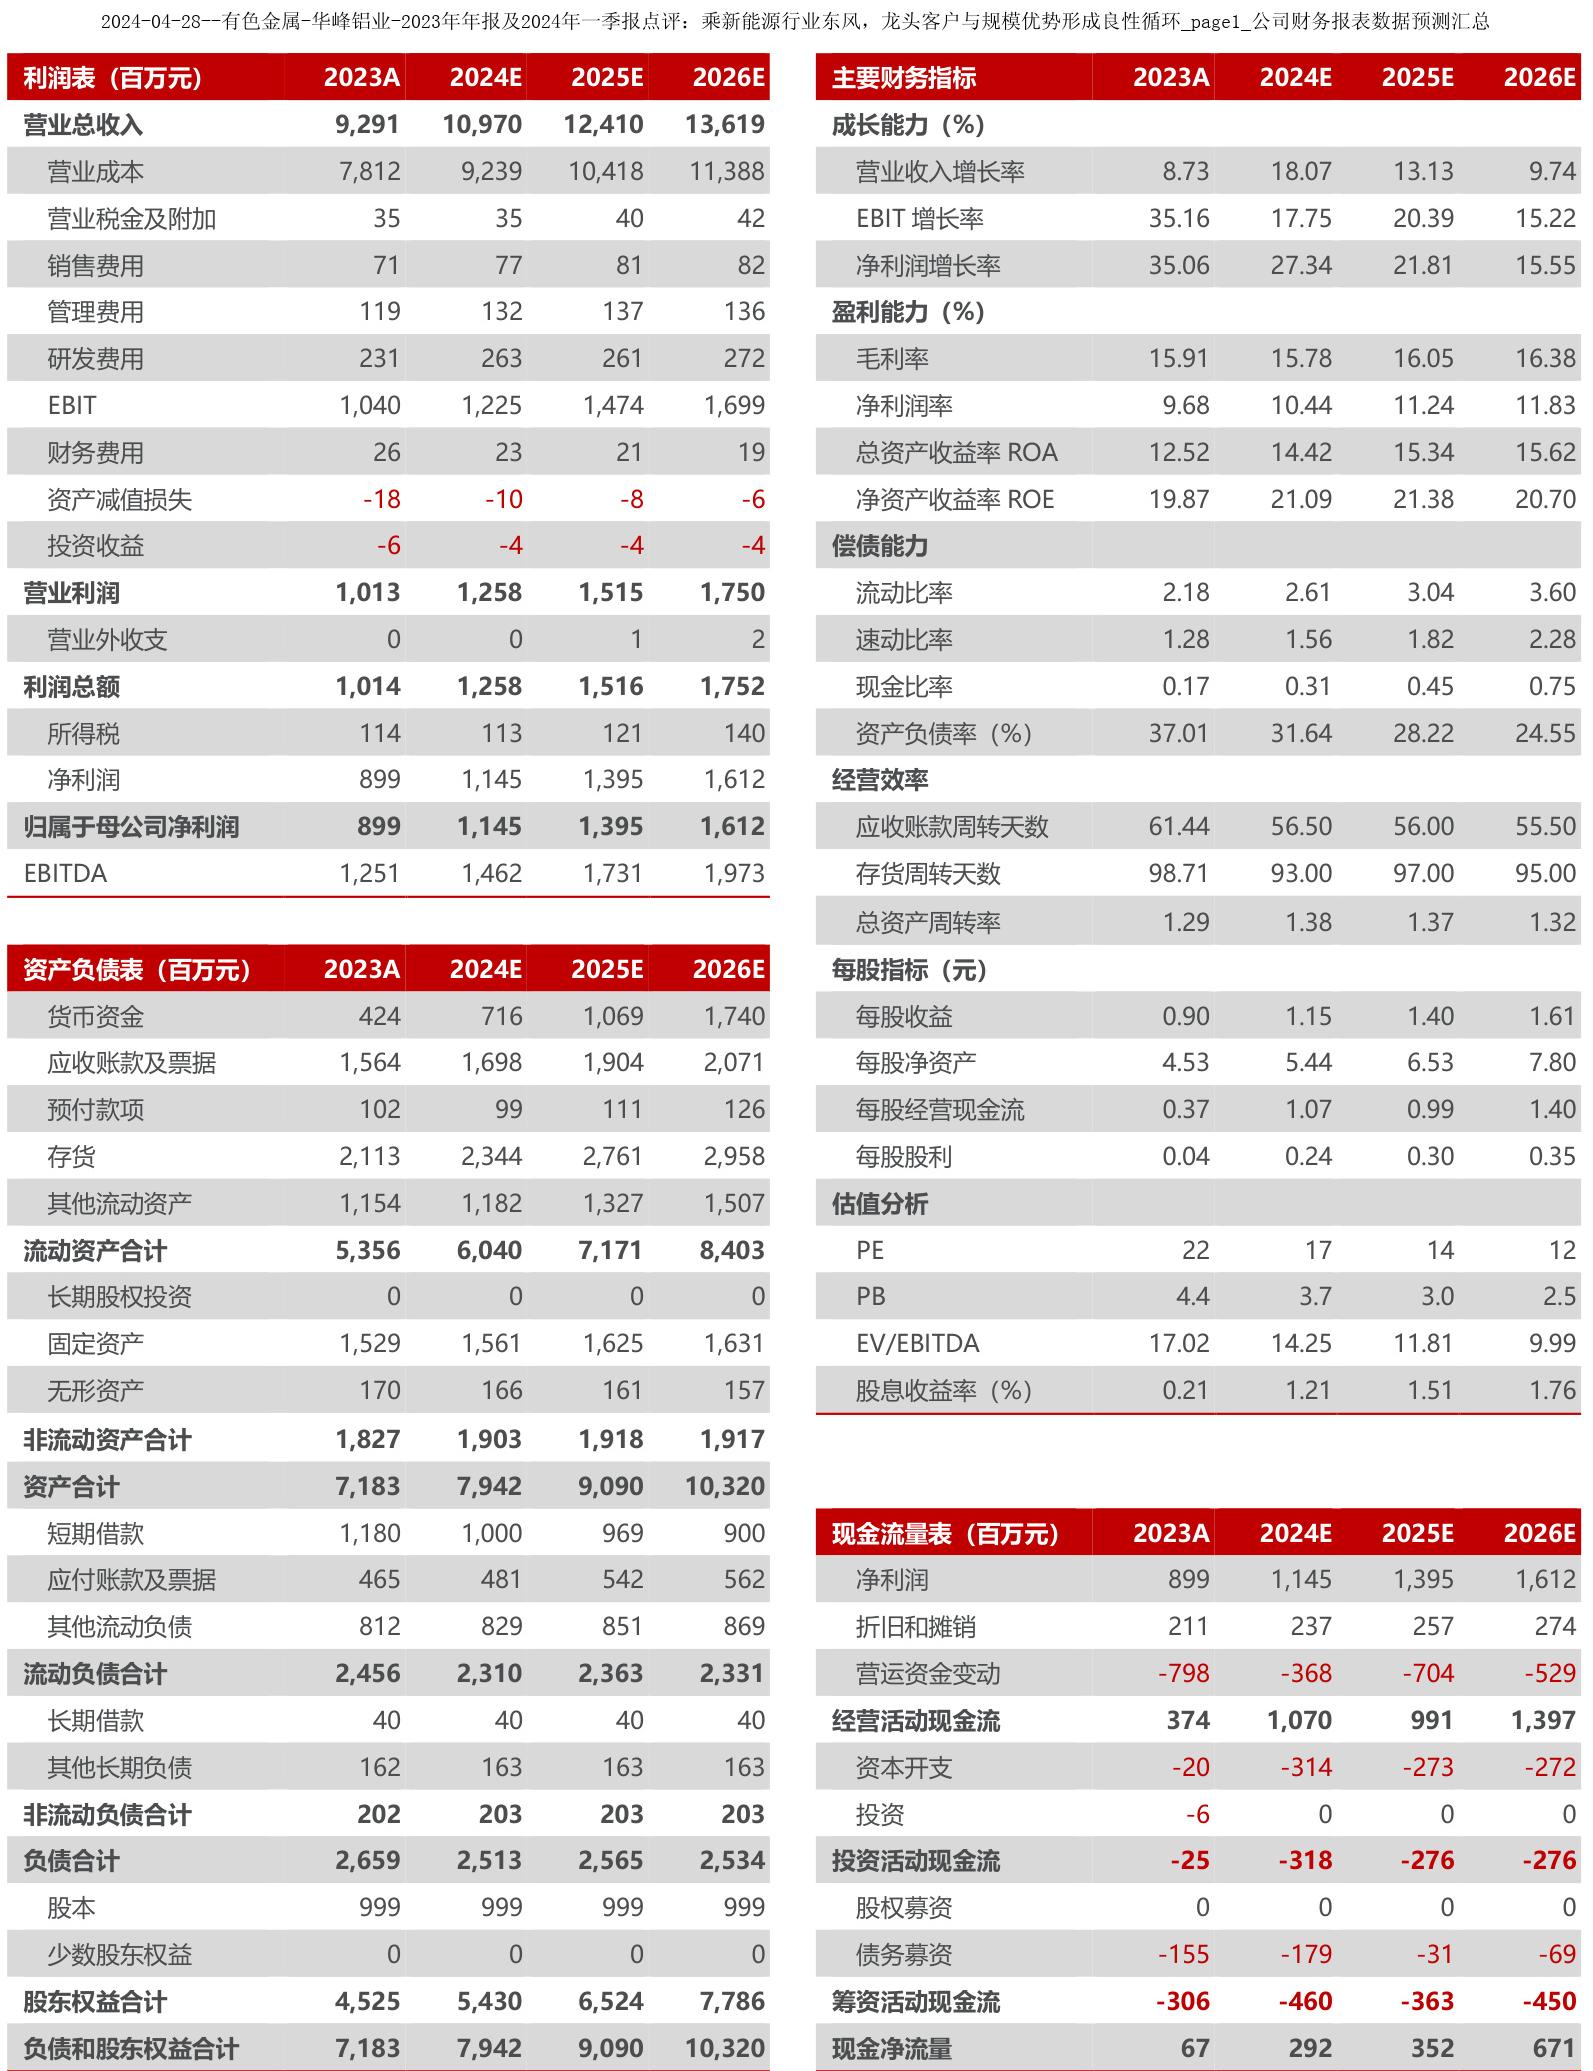 2024-04-28--有色金属-华峰铝业-2023年年报及2024年一季报点评：乘新能源行业东风，龙头客户与规模优势形成良性循环_page1_公司财务报表数据预测汇总
利润表（百万元） 2023A 2024E 2025E 2026E
营业总收入 9,291 10,970 12,410 13,619
营业成本 7,812 9,239 10,418 11,388
营业税金及附加 35 35 40 42
销售费用 71 77 81 82
管理费用 119 132 137 136
研发费用 231 263 261 272
EBIT 1,040 1,225 1,474 1,699
财务费用 26 23 21 19
资产减值损失 -18 -10 -8 -6
投资收益 -6 -4 -4 -4
营业利润 1,013 1,258 1,515 1,750
营业外收支 0 0 1 2
利润总额 1,014 1,258 1,516 1,752
所得税 114 113 121 140
净利润 899 1,145 1,395 1,612
归属于母公司净利润 899 1,145 1,395 1,612
EBITDA 1,251 1,462 1,731 1,973
资产负债表（百万元） 2023A 2024E 2025E 2026E
货币资金 424 716 1,069 1,740
应收账款及票据 1,564 1,698 1,904 2,071
预付款项 102 99 111 126
存货 2,113 2,344 2,761 2,958
其他流动资产 1,154 1,182 1,327 1,507
流动资产合计 5,356 6,040 7,171 8,403
长期股权投资 0 0 0 0
固定资产 1,529 1,561 1,625 1,631
无形资产 170 166 161 157
非流动资产合计 1,827 1,903 1,918 1,917
资产合计 7,183 7,942 9,090 10,320
短期借款 1,180 1,000 969 900
应付账款及票据 465 481 542 562
其他流动负债 812 829 851 869
流动负债合计 2,456 2,310 2,363 2,331
长期借款 40 40 40 40
其他长期负债 162 163 163 163
非流动负债合计 202 203 203 203
负债合计 2,659 2,513 2,565 2,534
股本 999 999 999 999
少数股东权益 0 0 0 0
股东权益合计 4,525 5,430 6,524 7,786
负债和股东权益合计 7,183 7,942 9,090 10,320
主要财务指标 2023A 2024E 2025E 2026E
成长能力（%）
营业收入增长率 8.73 18.07 13.13 9.74
EBIT 增长率 35.16 17.75 20.39 15.22
净利润增长率 35.06 27.34 21.81 15.55
盈利能力（%）
毛利率 15.91 15.78 16.05 16.38
净利润率 9.68 10.44 11.24 11.83
总资产收益率 ROA 12.52 14.42 15.34 15.62
净资产收益率 ROE 19.87 21.09 21.38 20.70
偿债能力
流动比率 2.18 2.61 3.04 3.60
速动比率 1.28 1.56 1.82 2.28
现金比率 0.17 0.31 0.45 0.75
资产负债率（%） 37.01 31.64 28.22 24.55
经营效率
应收账款周转天数 61.44 56.50 56.00 55.50
存货周转天数 98.71 93.00 97.00 95.00
总资产周转率 1.29 1.38 1.37 1.32
每股指标（元）
每股收益 0.90 1.15 1.40 1.61
每股净资产 4.53 5.44 6.53 7.80
每股经营现金流 0.37 1.07 0.99 1.40
每股股利 0.04 0.24 0.30 0.35
估值分析
PE 22 17 14 12
PB 4.4 3.7 3.0 2.5
EV/EBITDA 17.02 14.25 11.81 9.99
股息收益率（%） 0.21 1.21 1.51 1.76
现金流量表（百万元） 2023A 2024E 2025E 2026E
净利润 899 1,145 1,395 1,612
折旧和摊销 211 237 257 274
营运资金变动 -798 -368 -704 -529
经营活动现金流 374 1,070 991 1,397
资本开支 -20 -314 -273 -272
投资 -6 0 0 0
投资活动现金流 -25 -318 -276 -276
股权募资 0 0 0 0
债务募资 -155 -179 -31 -69
筹资活动现金流 -306 -460 -363 -450
现金净流量 67 292 352 671